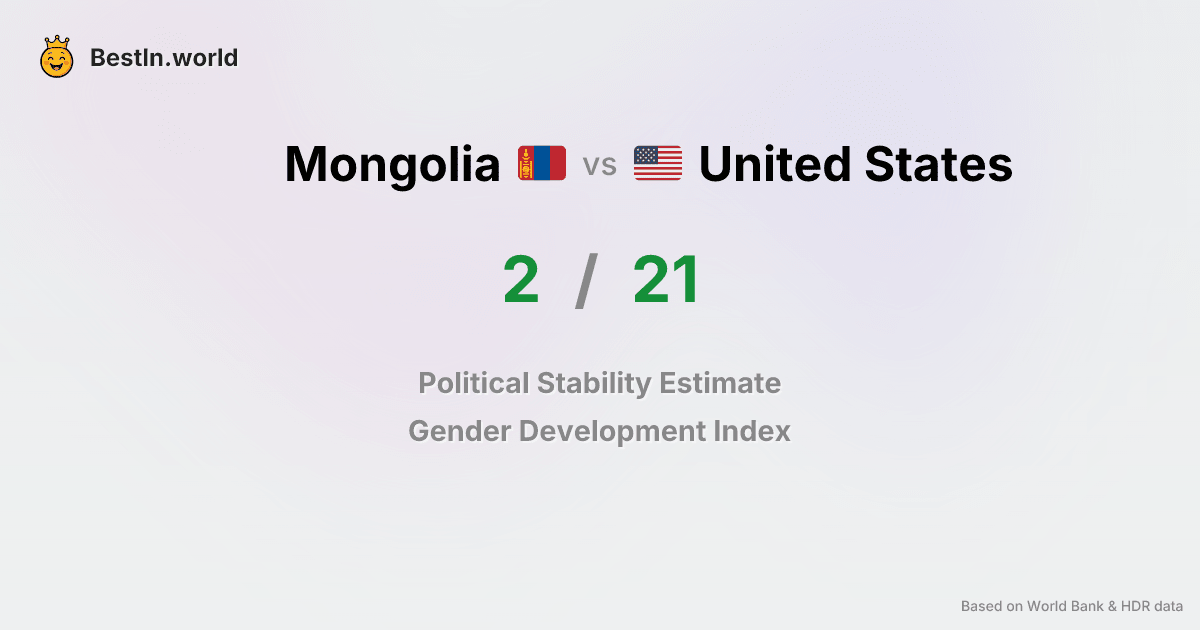 BestIn.world
Mongolia vs United States
2 / 21
Political Stability Estimate
Gender Development Index
Based on World Bank & HDR data